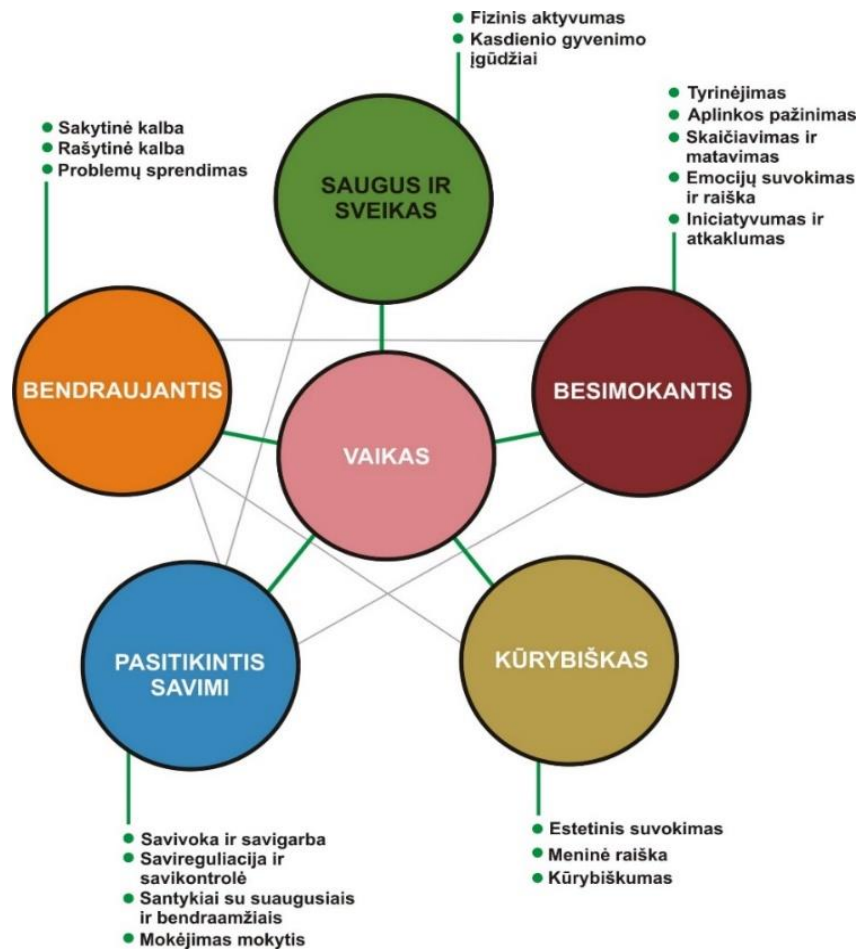 Fizinis aktyvumas
Kasdienio gyvenimo
įgūdžiai
Tyrinėjimas
Aplinkos pažinimas
Skaičiavimas ir
matavimas
Emocijų suvokimas
ir raiška
Iniciatyvumas ir
atkaklumas
Sakytinė kalba
Rašytinė kalba
Problemų sprendimas
SAUGUS IR
SVEIKAS
BENDRAUJANTIS
BESIMOKANTIS
VAIKAS
PASITIKINTIS
SAVIMI
KŪRYBIŠKAS
Savivoka ir savigarba
Savireguliacija ir
savikontrolė
Santykiai su suaugusiais
ir bendraamžiais
Mokėjimas mokytis
Estetinis suvokimas
Meninė raiška
Kūrybiškumas